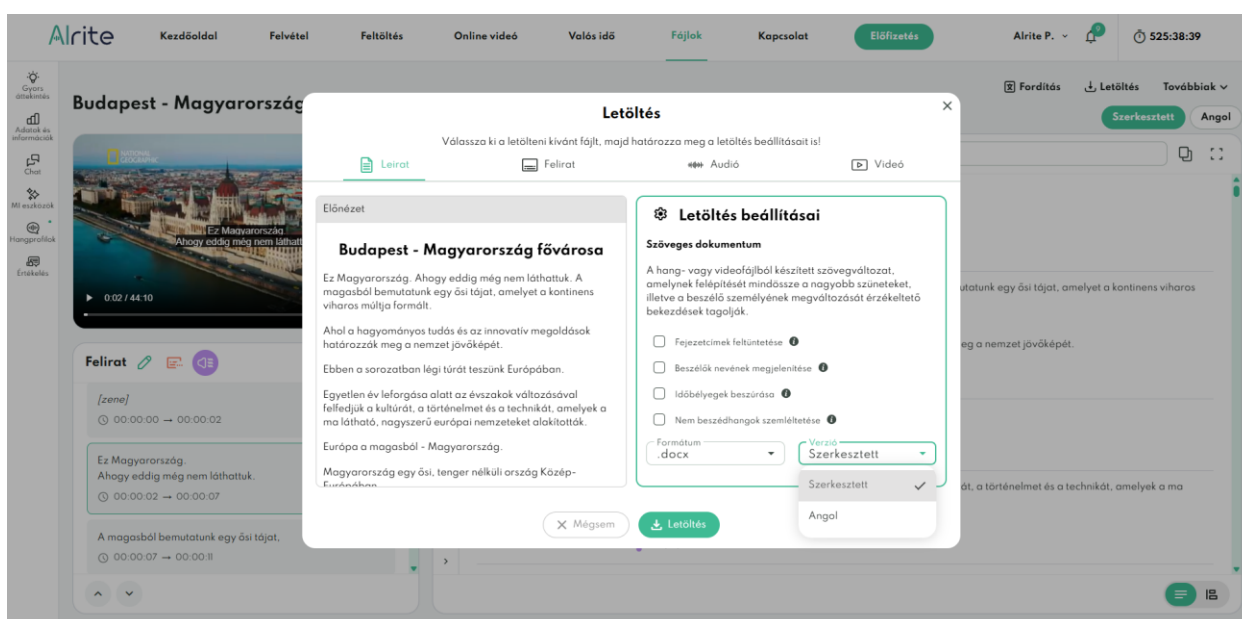 Alrite
Kezdőoldal
Felvétel
Feltöltés
Online videó
Valós idő
Fájlok
Kapcsolat
Előfizetés
Alrite P.
9
525:38:39
Gyors
áttekintés
Adatok és
információk
Chat
MI eszközök
Hangprofilok
Értékelés
Budapest - Magyarország
Fordítás
Letöltés
Továbbiak
Szerkesztett
Angol
NATIONAL
GEOGRAPHIC
Ez Magyarország.
Ahogy eddig még nem láthatt
0:02 / 44:10
Felirat
[zene]
00:00:00 → 00:00:02
Ez Magyarország.
Ahogy eddig még nem láthattuk.
00:00:02 → 00:00:07
A magasból bemutatunk egy ősi tájat,
00:00:07 → 00:00:11
Letöltés
Válassza ki a letölteni kívánt fájlt, majd határozza meg a letöltés beállításait is!
Leirat
Felirat
Audió
Videó
Előnézet
Budapest - Magyarország fővárosa
Ez Magyarország. Ahogy eddig még nem láthattuk. A
magasból bemutatunk egy ősi tájat, amelyet a kontinens
viharos múltja formált.
Ahol a hagyományos tudás és az innovatív megoldások
határozzák meg a nemzet jövőképét.
Ebben a sorozatban légi túrát teszünk Európában.
Egyetlen év leforgása alatt az évszakok változásával
felfedjük a kultúrát, a történelmet és a technikát, amelyek a
ma látható, nagyszerű európai nemzeteket alakították.
Európa a magasból - Magyarország.
Magyarország egy ősi, tenger nélküli ország Közép-
Európában
Letöltés beállításai
Szöveges dokumentum
A hang- vagy videofájlból készített szövegváltozat,
amelynek felépítését mindössze a nagyobb szüneteket,
illetve a beszélő személyének megváltozását érzékeltető
bekezdések tagolják.
Fejezetcímek feltüntetése
Beszélők nevének megjelenítése
Időbélyegek beszúrása
Nem beszédhangok szemléltetése
Formátum
.docx
Verzió
Szerkesztett
Szerkesztett
Angol
Mégsem
Letöltés
utatunk egy ősi tájat, amelyet a kontinens viharos
eg a nemzet jövőképét.
át, a történelmet és a technikát, amelyek a ma